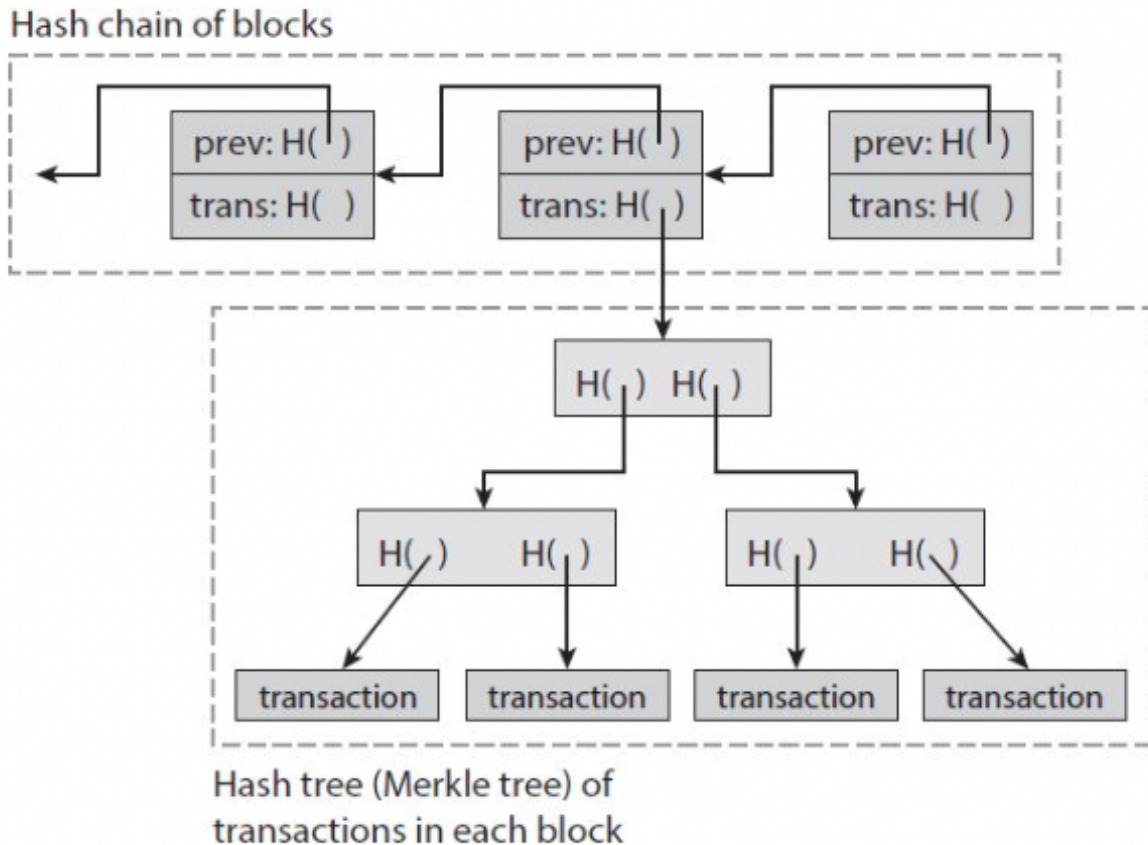 Hash chain of blocks
prev: H( ) prev: H( ) prev: H( )
trans: H( ) trans: H( ) trans: H( )
H( ) H( )
H( ) H( ) H( ) H( )
transaction transaction transaction transaction
Hash tree (Merkle tree) of
transactions in each block